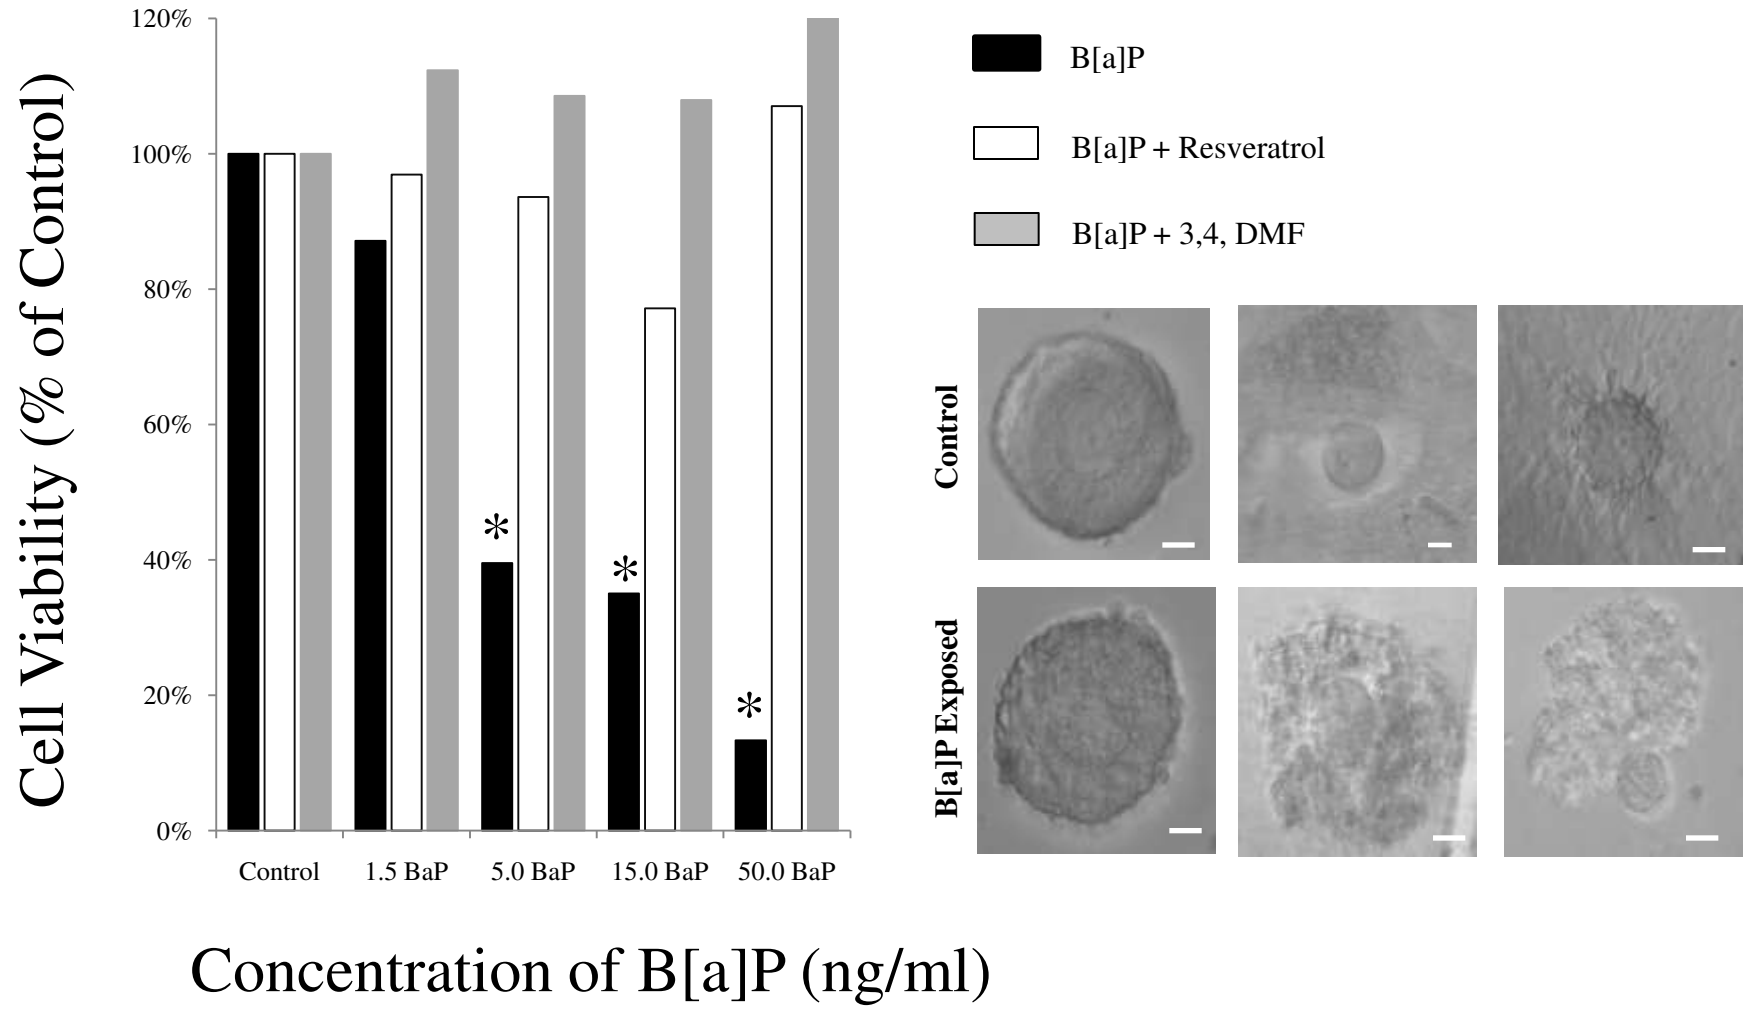 Cell Viability (% of Control)
120%
100%
80%
60%
40%
20%
0%
*
*
*
Control
1.5 BaP
5.0 BaP
15.0 BaP
50.0 BaP
Concentration of B[a]P (ng/ml)
B[a]P
B[a]P + Resveratrol
B[a]P + 3,4, DMF
Control
B[a]P Exposed